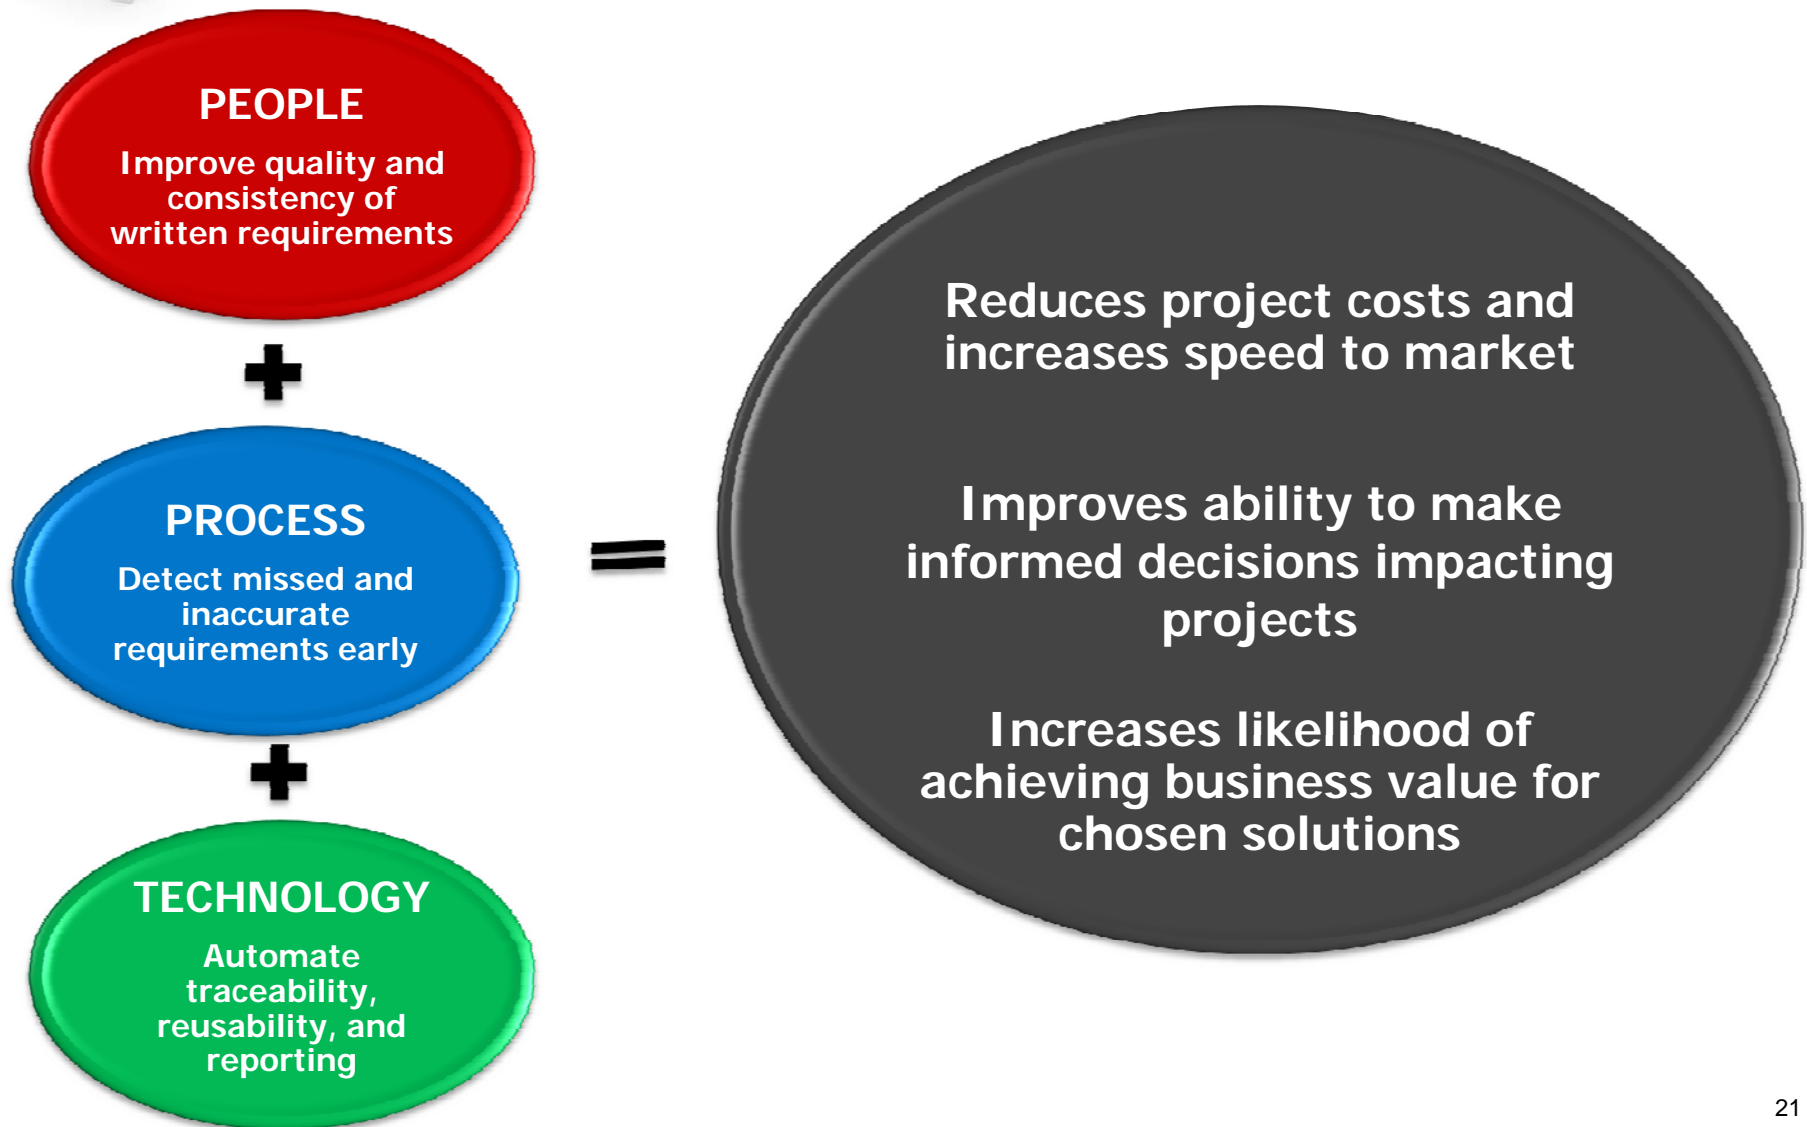 PEOPLE
Improve quality and
consistency of
written requirements
+
PROCESS
Detect missed and
inaccurate
requirements early
+
TECHNOLOGY
Automate
traceability,
reusability, and
reporting
=
Reduces project costs and
increases speed to market
Improves ability to make
informed decisions impacting
projects
Increases likelihood of
achieving business value for
chosen solutions
21